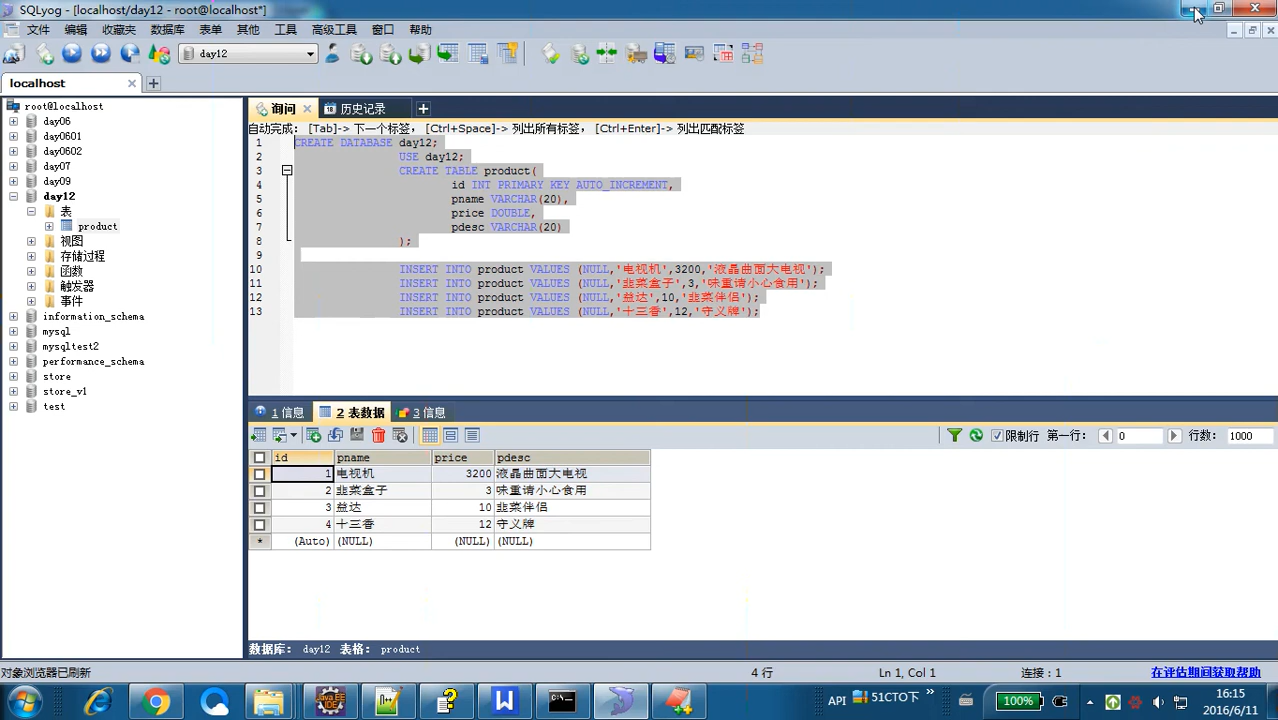 SQLyog - [localhost/day12 - root@localhost*]
文件 编辑 收藏夹 数据库 表单 其他 工具 高级工具 窗口 帮助
day12
localhost
询问 历史记录
自动完成: [Tab]-> 下一个标签, [Ctrl+Space]-> 列出所有标签, [Ctrl+Enter]-> 列出匹配标签
root@localhost
day06
day0601
day0602
day07
day09
day12
表
product
视图
存储过程
函数
触发器
事件
information_schema
mysql
mysqltest2
performance_schema
store
store_v1
test
1 CREATE DATABASE day12;
2 USE day12;
3 CREATE TABLE product(
4 id INT PRIMARY KEY AUTO_INCREMENT,
5 pname VARCHAR(20),
6 price DOUBLE,
7 pdesc VARCHAR(20)
8 );
9
10 INSERT INTO product VALUES (NULL,'电视机',3200,'液晶曲面大电视');
11 INSERT INTO product VALUES (NULL,'韭菜盒子',3,'味重请小心食用');
12 INSERT INTO product VALUES (NULL,'益达',10,'韭菜伴侣');
13 INSERT INTO product VALUES (NULL,'十三香',12,'守义牌');
1 信息 2 表数据 3 信息
限制行 第一行: 0 行数: 1000
id pname price pdesc
1 电视机 3200 液晶曲面大电视
2 韭菜盒子 3 味重请小心食用
3 益达 10 韭菜伴侣
4 十三香 12 守义牌
* (Auto) (NULL) (NULL) (NULL)
数据库: day12 表格: product
对象浏览器已刷新 4 行 Ln 1, Col 1 连接: 1 在评估期间获取帮助
API 51CTO下 » 100% 16:15
2016/6/11